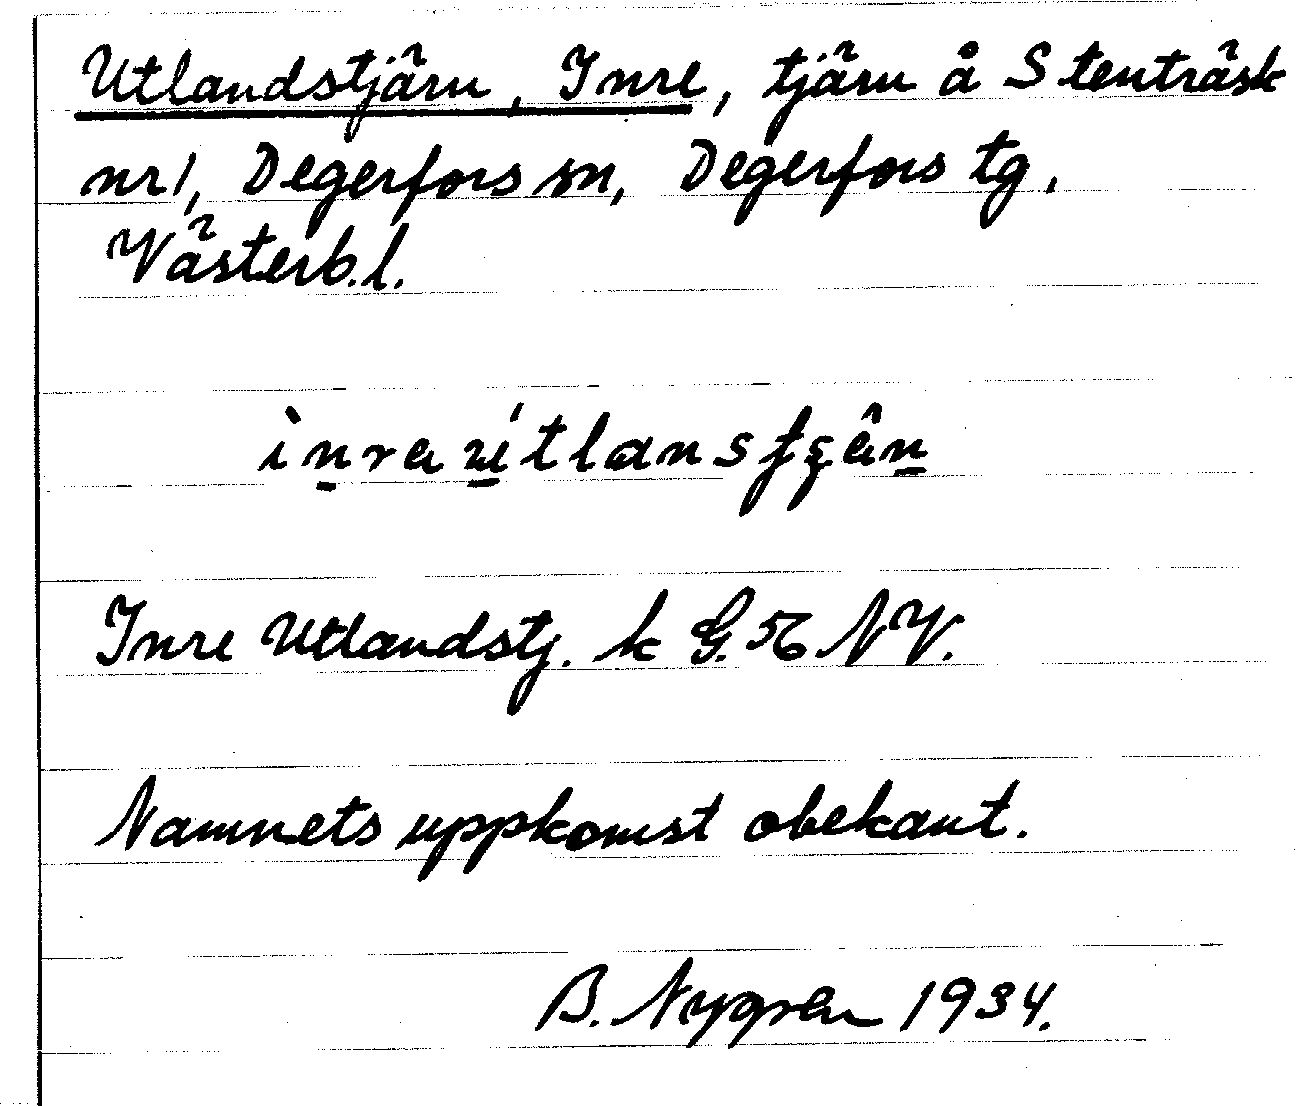 Utlandstjärn, Inre, tjärn å Stenträsk
nr 1, Degerfors sn, Degerfors tg.
Västerb. l.
Inre Utlandstj. k G. 56 NV.
Namnets uppkomst obekant.
B. Nygren 1934.